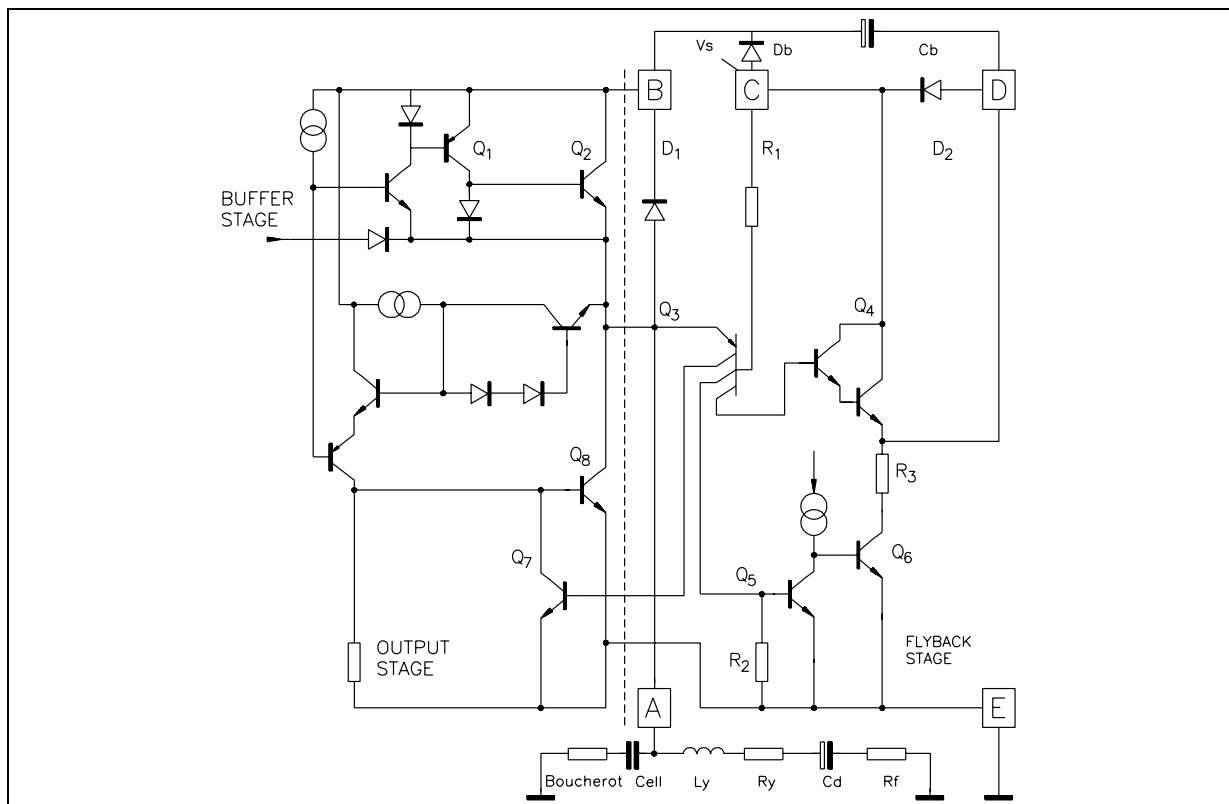 Vs
Db
Cb
B
C
D
Q1
Q2
D1
R1
D2
BUFFER
STAGE
Q3
Q4
Q8
R3
Q7
Q5
Q6
OUTPUT
STAGE
R2
FLYBACK
STAGE
A
E
Boucherot
Cell
Ly
Ry
Cd
Rf